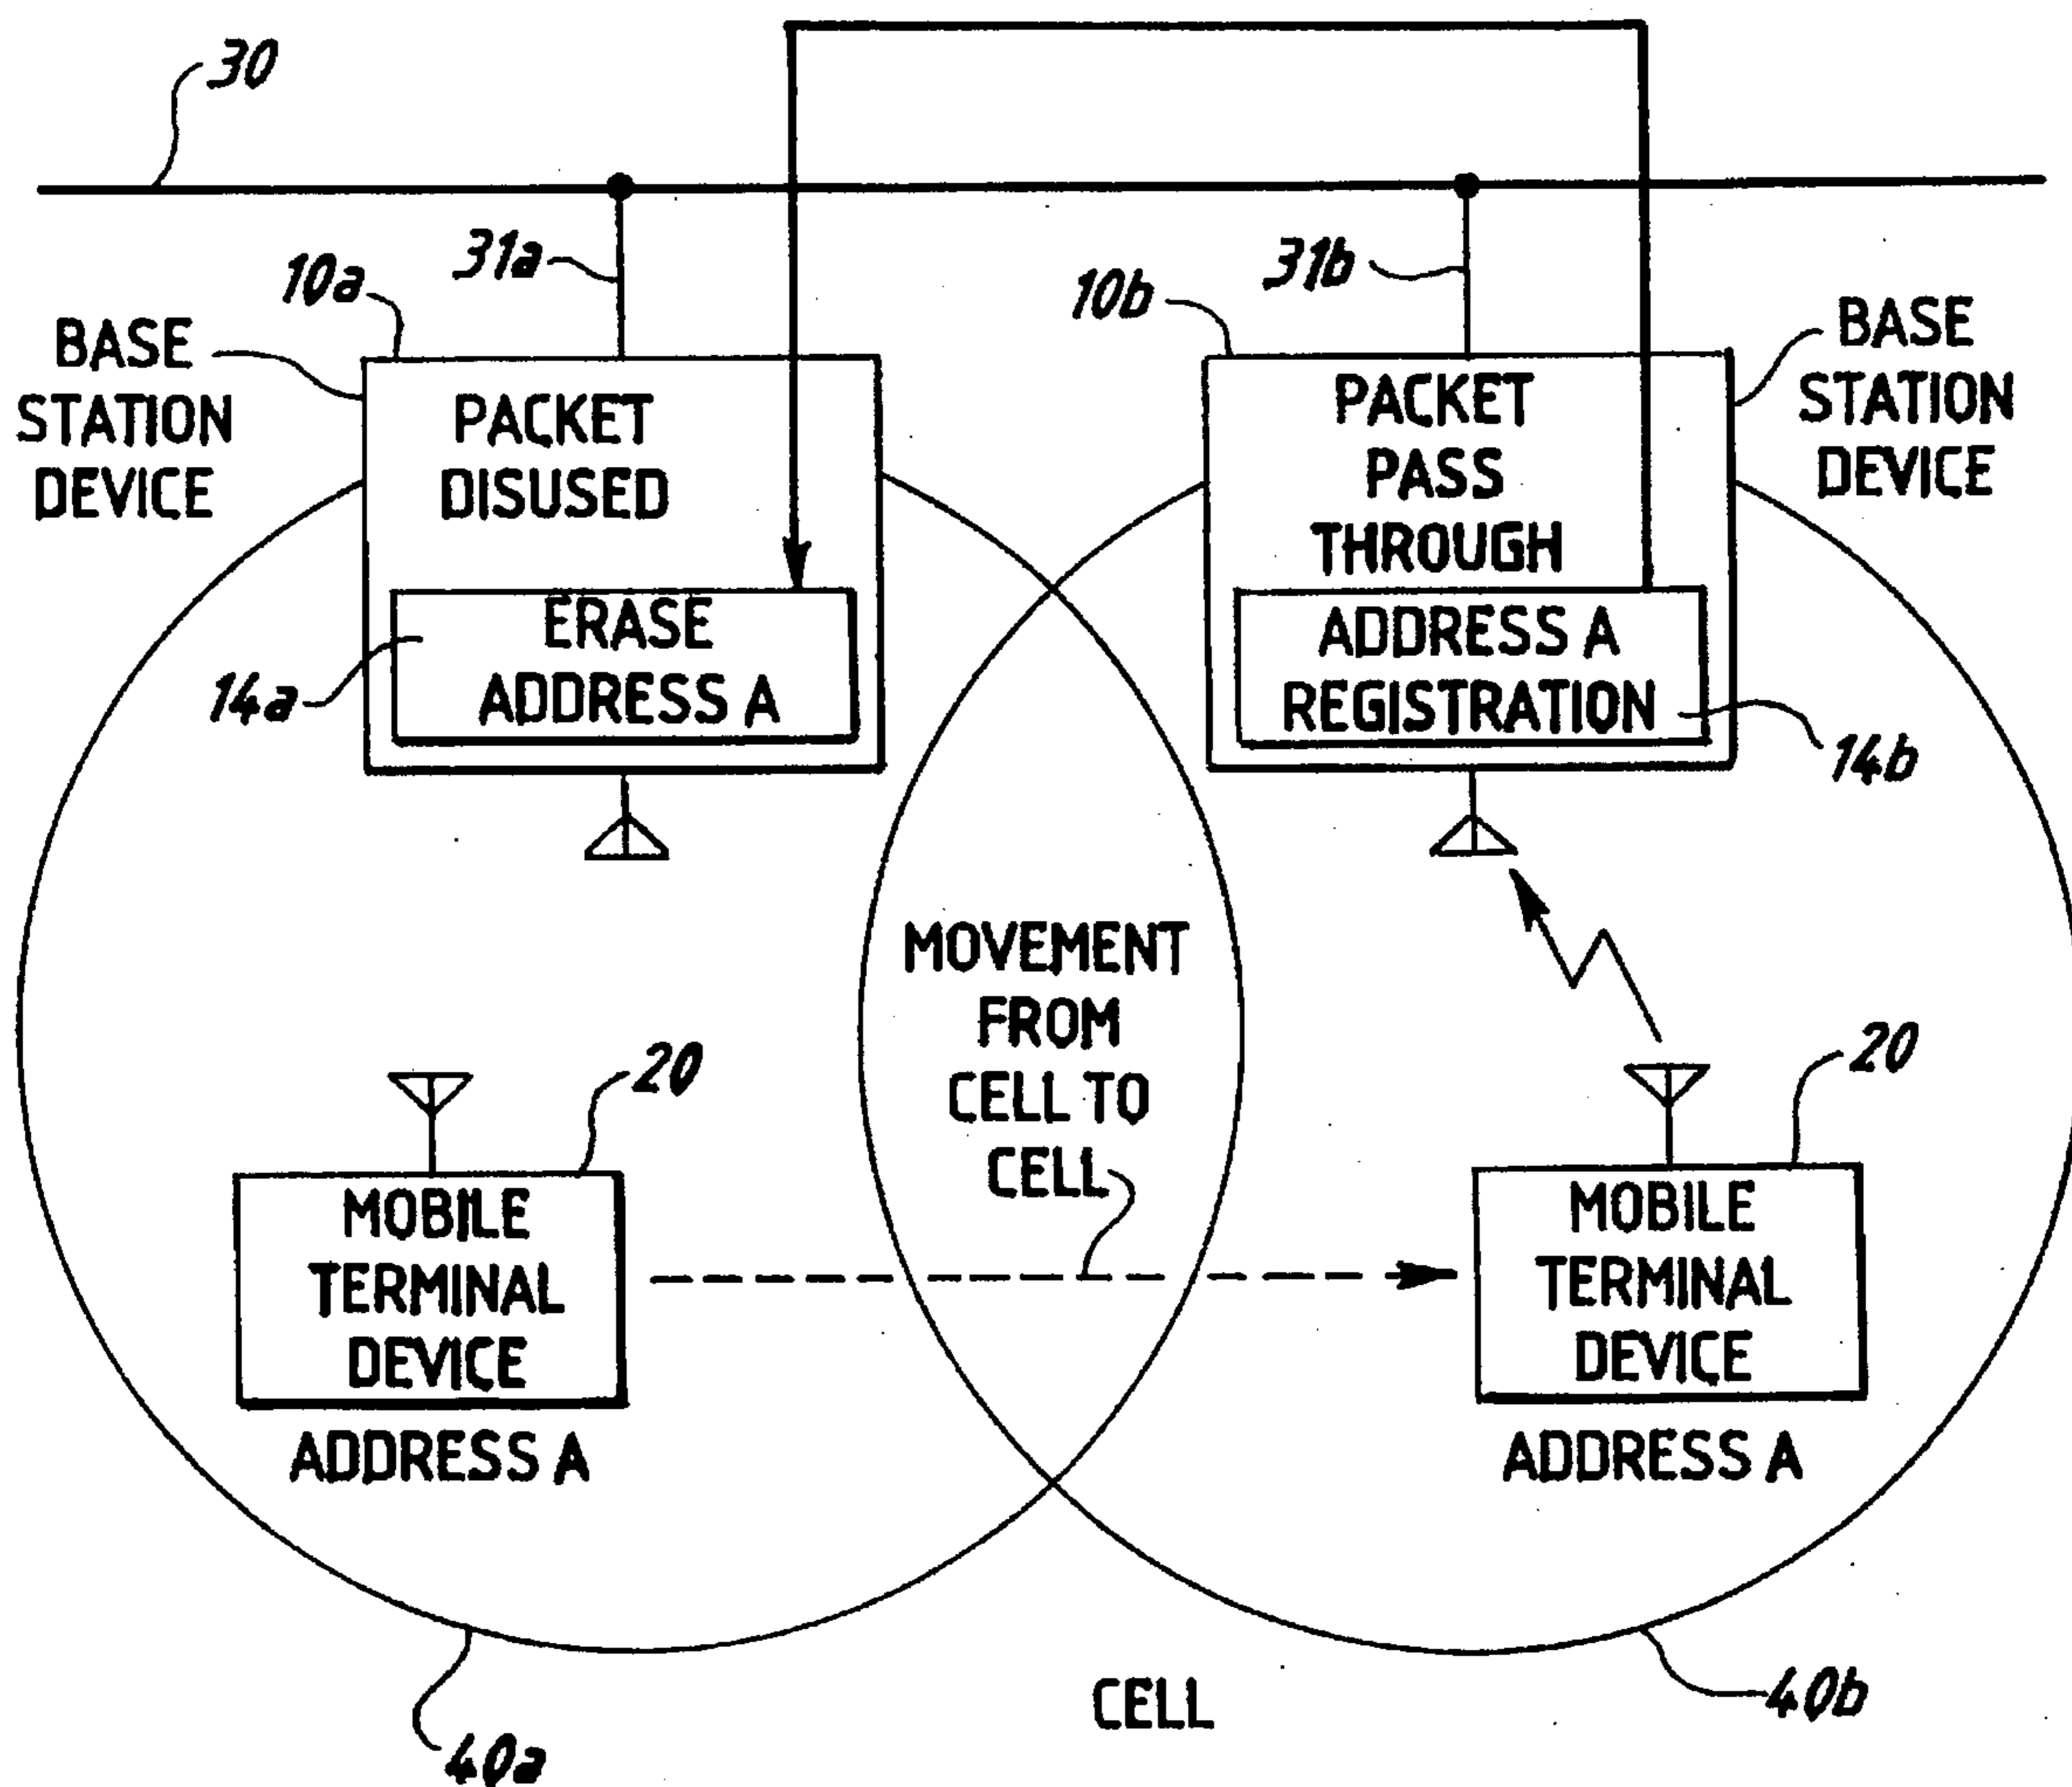 30
31a
31b
10a
10b
BASE
STATION
DEVICE
PACKET
DISUSED
PACKET
PASS
THROUGH
BASE
STATION
DEVICE
ERASE
ADDRESS A
14a
ADDRESS A
REGISTRATION
14b
MOVEMENT
FROM
CELL TO
CELL
20
MOBILE
TERMINAL
DEVICE
ADDRESS A
20
MOBILE
TERMINAL
DEVICE
ADDRESS A
40a
CELL
40b